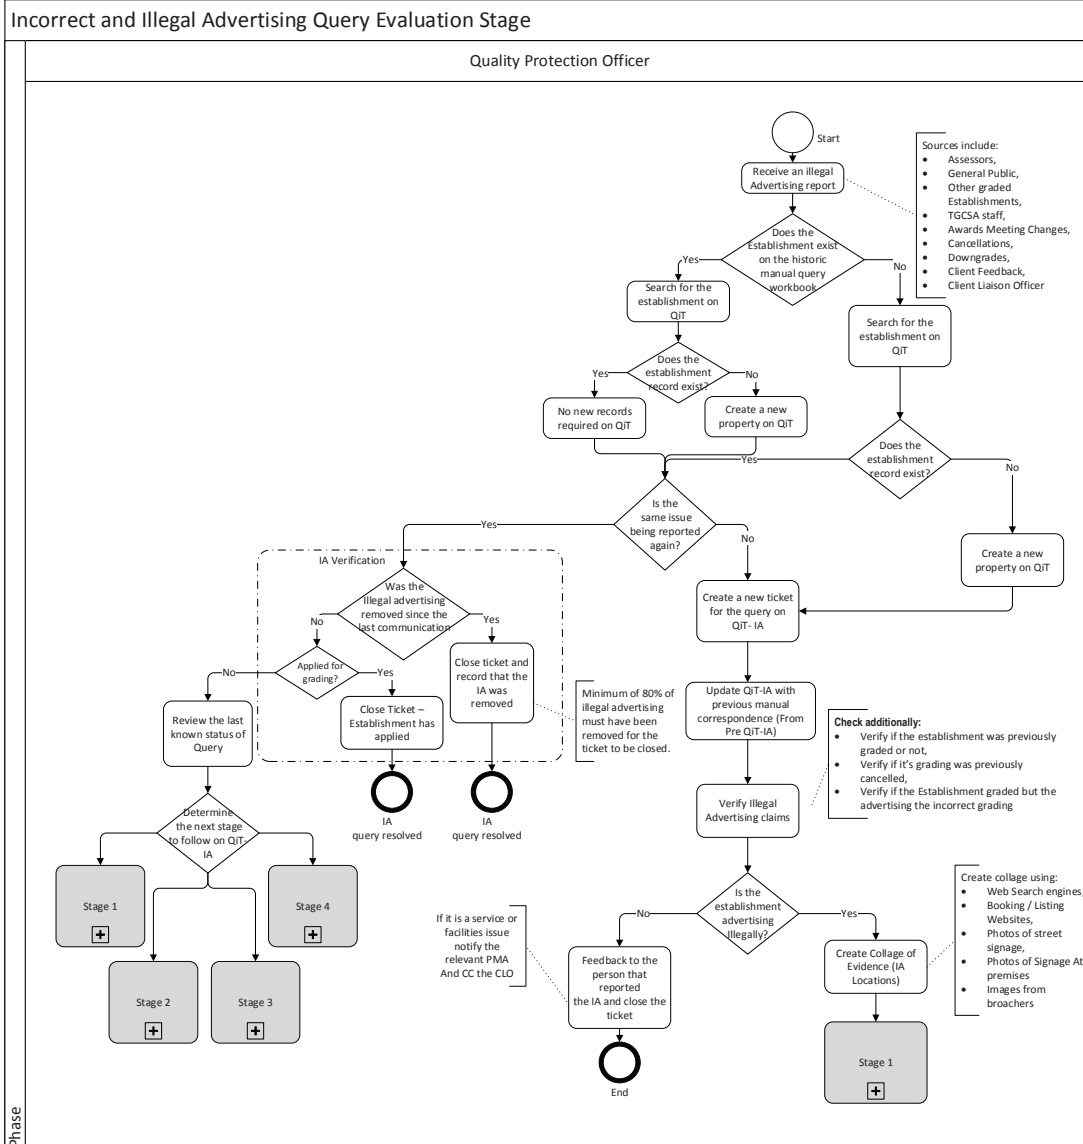 Incorrect and Illegal Advertising Query Evaluation Stage
Quality Protection Officer
Phase
Start
Receive an illegal
Advertising report
Sources include:
• Assessors,
• General Public,
• Other graded
Establishments,
• TGCSA staff,
• Awards Meeting Changes,
• Cancellations,
• Downgrades,
• Client Feedback,
• Client Liaison Officer
Does the
Establishment exist
on the historic
manual query
workbook
Yes
No
Search for the
establishment on
QiT
Search for the
establishment on
QiT
Does the
establishment
record exist?
Yes
No
No new records
required on QiT
Create a new
property on QiT
Does the
establishment
record exist?
Yes
No
Create a new
property on QiT
Is the
same issue
being reported
again?
Yes
No
IA Verification
Was the
Illegal advertising
removed since the
last communication
No
Yes
Applied for
grading?
No
Yes
Close ticket and
record that the
IA was
removed
Close Ticket –
Establishment has
applied
Minimum of 80% of
illegal advertising
must have been
removed for the
ticket to be closed.
IA
query resolved
IA
query resolved
Review the last
known status of
Query
Determine
the next stage
to follow on QiT-
IA
Stage 1
Stage 4
Stage 2
Stage 3
Create a new ticket
for the query on
QiT- IA
Update QiT-IA with
previous manual
correspondence (From
Pre QiT-IA)
Check additionally:
• Verify if the establishment was previously
graded or not,
• Verify if it's grading was previously
cancelled,
• Verify if the Establishment graded but the
advertising the incorrect grading
Verify Illegal
Advertising claims
Is the
establishment
advertising
Illegally?
No
Yes
If it is a service or
facilities issue
notify the
relevant PMA
And CC the CLO
Feedback to the
person that
reported
the IA and close the
ticket
End
Create Collage of
Evidence (IA
Locations)
Create collage using:
• Web Search engines,
• Booking / Listing
Websites,
• Photos of street
signage,
• Photos of Signage At
premises
• Images from
broachers
Stage 1